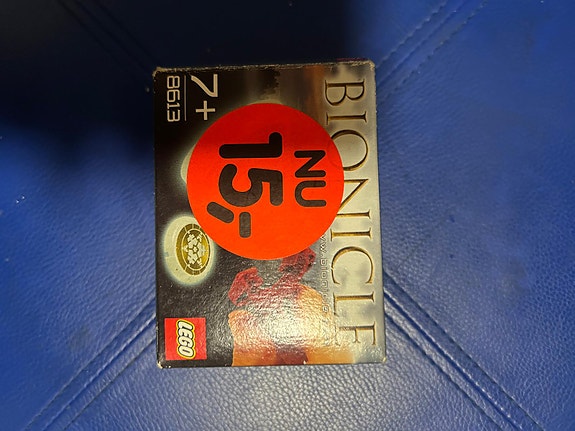 BIONICLE
7+
8613
NU
15,-
LEGO